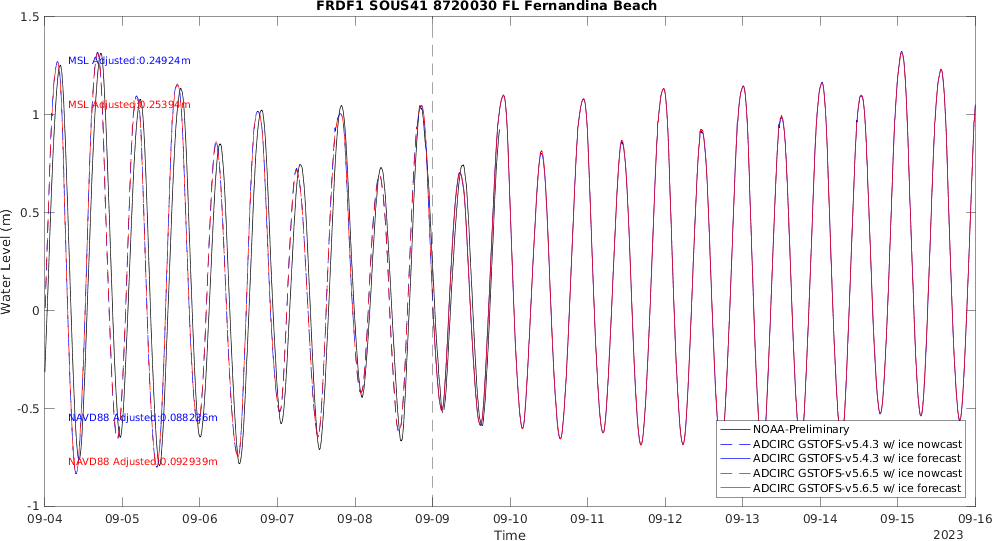 FRDF1 SOUS41 8720030 FL Fernandina Beach
1.5
1
0.5
0
-0.5
-1
Water Level (m)
MSL Adjusted:0.24924m
MSL Adjusted:0.25394m
NAVD88 Adjusted:0.088236m
NAVD88 Adjusted:0.092939m
NOAA-Preliminary
ADCIRC GSTOFS-v5.4.3 w/ ice nowcast
ADCIRC GSTOFS-v5.4.3 w/ ice forecast
ADCIRC GSTOFS-v5.6.5 w/ ice nowcast
ADCIRC GSTOFS-v5.6.5 w/ ice forecast
09-04 09-05 09-06 09-07 09-08 09-09 09-10 09-11 09-12 09-13 09-14 09-15 09-16
Time
2023